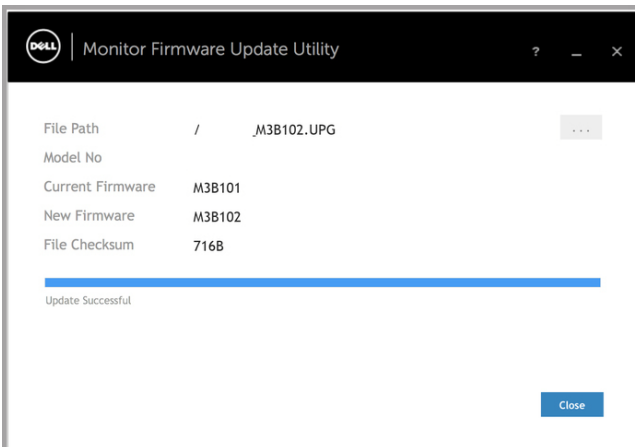 DELL Monitor Firmware Update Utility ? _ ×
File Path / _M3B102.UPG ...
Model No
Current Firmware M3B101
New Firmware M3B102
File Checksum 716B
Update Successful
Close